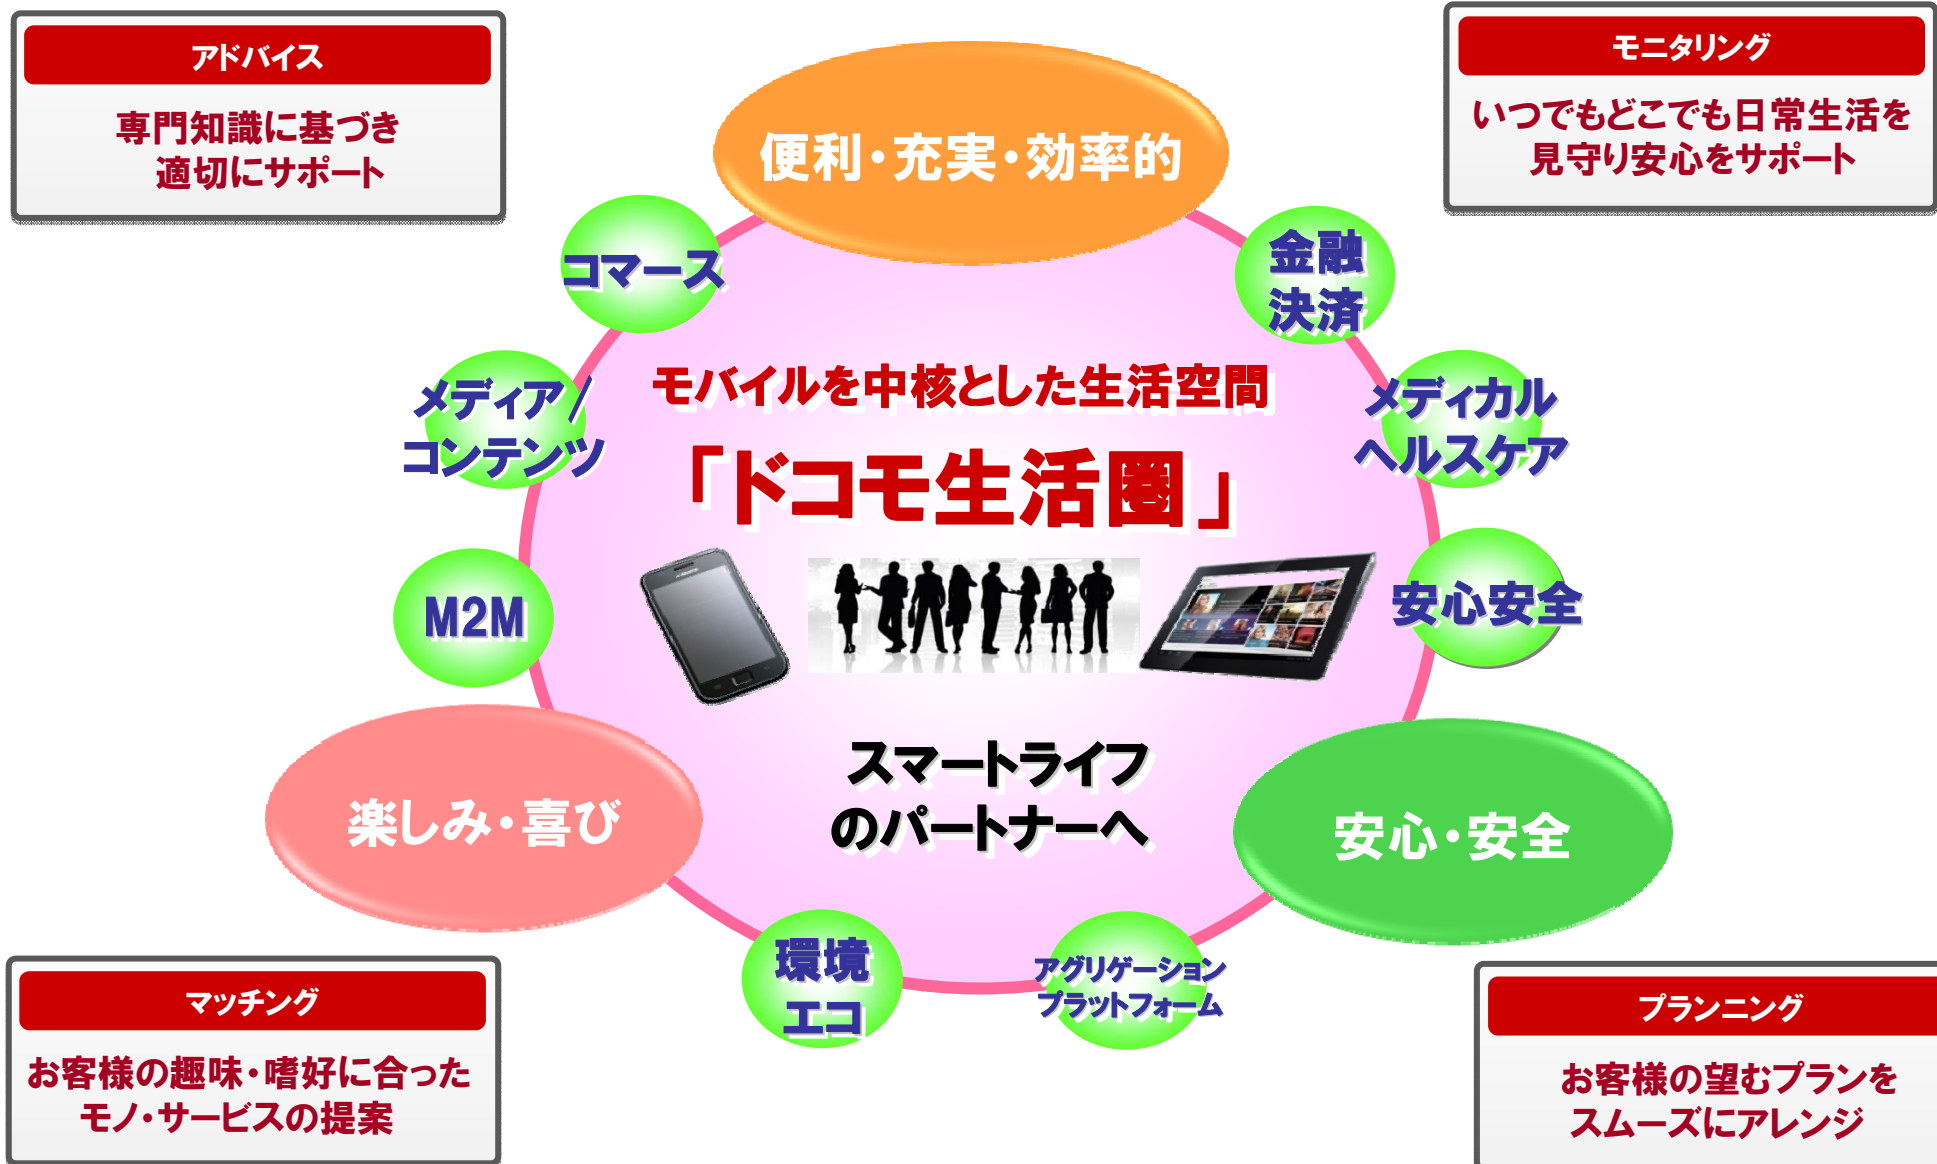 アドバイス
専門知識に基づき
適切にサポート
モニタリング
いつでもどこでも日常生活を
見守り安心をサポート
便利・充実・効率的
コマース
金融
決済
メディア/
コンテンツ
メディカル
ヘルスケア
モバイルを中核とした生活空間
「ドコモ生活圏」
M2M
安心安全
スマートライフ
のパートナーへ
楽しみ・喜び
安心・安全
環境
エコ
アグリゲーション
プラットフォーム
マッチング
お客様の趣味・嗜好に合った
モノ・サービスの提案
プランニング
お客様の望むプランを
スムーズにアレンジ